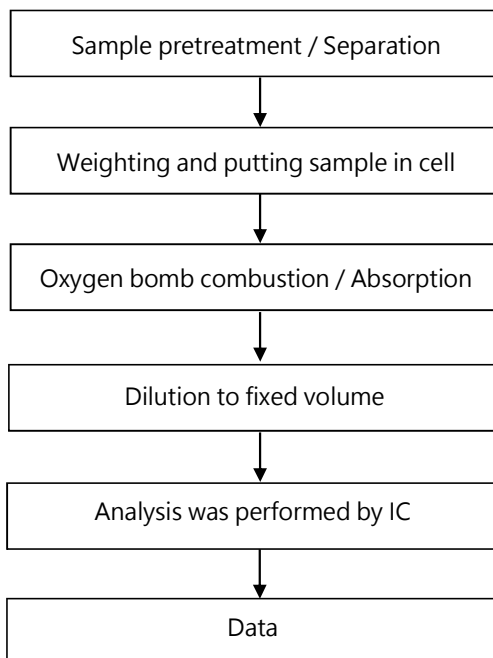 Sample pretreatment / Separation
Weighting and putting sample in cell
Oxygen bomb combustion / Absorption
Dilution to fixed volume
Analysis was performed by IC
Data